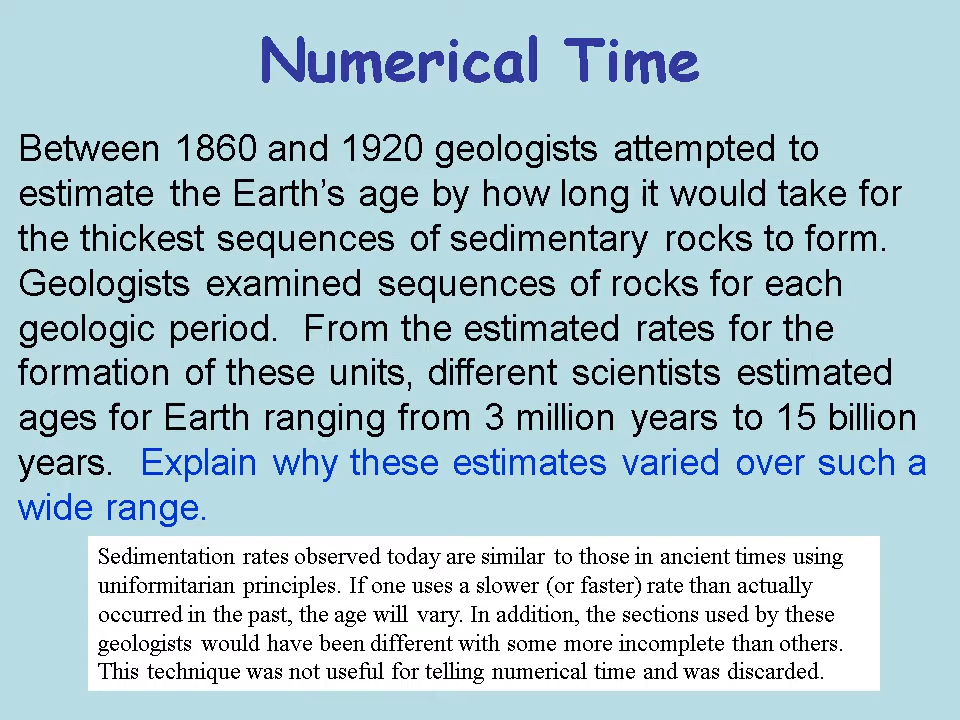 Numerical Time
Between 1860 and 1920 geologists attempted to
estimate the Earth’s age by how long it would take for
the thickest sequences of sedimentary rocks to form.
Geologists examined sequences of rocks for each
geologic period. From the estimated rates for the
formation of these units, different scientists estimated
ages for Earth ranging from 3 million years to 15 billion
years. Explain why these estimates varied over such a
wide range.
Sedimentation rates observed today are similar to those in ancient times using
uniformitarian principles. If one uses a slower (or faster) rate than actually
occurred in the past, the age will vary. In addition, the sections used by these
geologists would have been different with some more incomplete than others.
This technique was not useful for telling numerical time and was discarded.